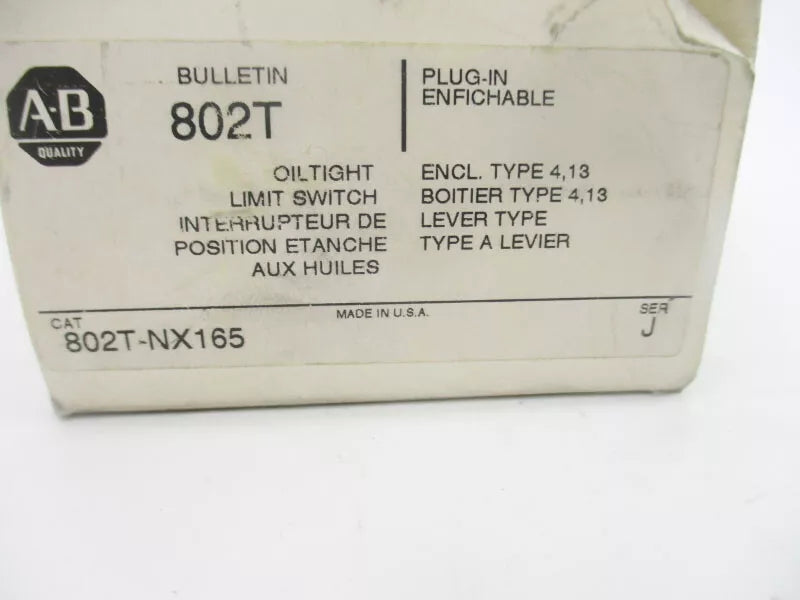 A-B
QUALITY
BULLETIN
802T
PLUG-IN
ENFICHABLE
OILTIGHT
LIMIT SWITCH
INTERRUPTEUR DE
POSITION ETANCHE
AUX HUILES
ENCL. TYPE 4,13
BOITIER TYPE 4,13
LEVER TYPE
TYPE A LEVIER
MADE IN U.S.A.
CAT
802T-NX165
SER
J